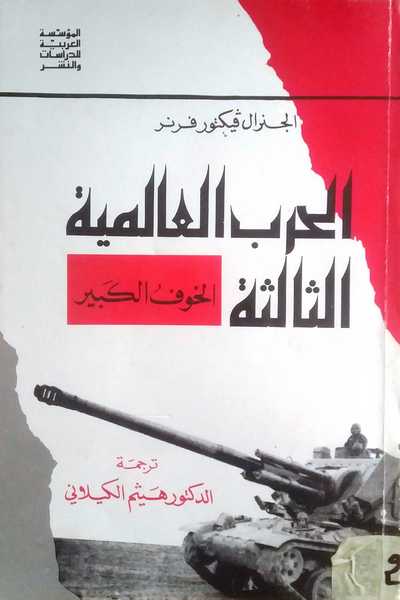 المؤسسة
العربية
للدراسات
والنشر
الجنرال ڤيكتور فرنر
الحرب العالمية
الثالثة
الخوف الكبير
ترجمة
الدكتور هيثم الكيلاني